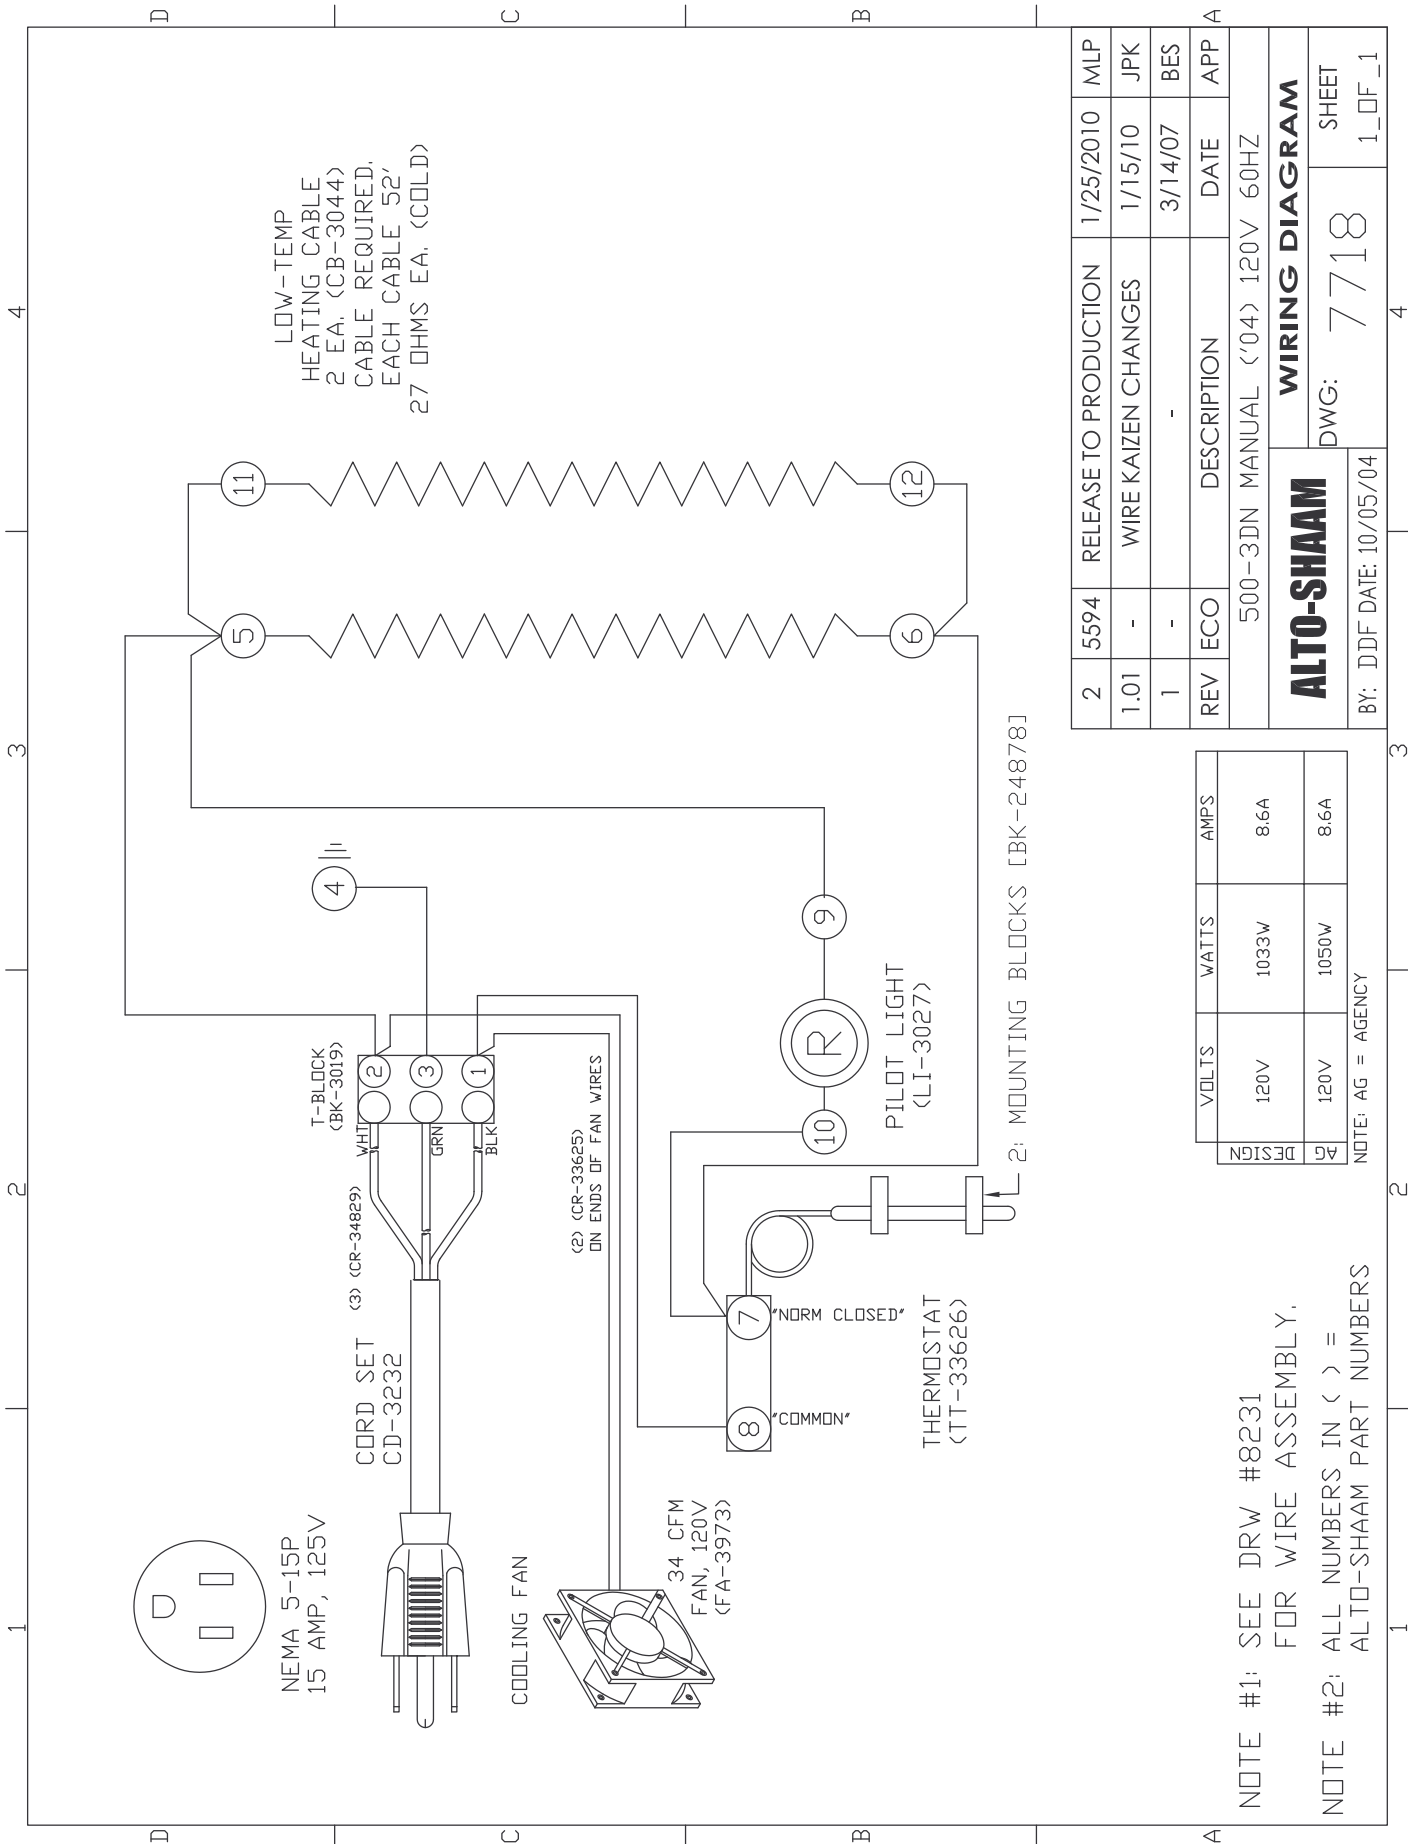 1
2
3
4
D
C
B
A
NEMA 5-15P
15 AMP, 125V
CORD SET
CD-3232
(3) (CR-34829)
WHT
GRN
BLK
T-BLOCK
(BK-3019)
2
3
1
4
5
11
6
12
LOW-TEMP
HEATING CABLE
2 EA. (CB-3044)
CABLE REQUIRED.
EACH CABLE 52'
27 OHMS EA. (COLD)
COOLING FAN
34 CFM
FAN, 120V
(FA-3973)
(2) (CR-33625)
ON ENDS OF FAN WIRES
8
"COMMON"
7
"NORM CLOSED"
THERMOSTAT
(TT-33626)
10
R
9
PILOT LIGHT
(LI-3027)
2: MOUNTING BLOCKS [BK-24878]
NOTE #1: SEE DRW #8231
FOR WIRE ASSEMBLY.
NOTE #2: ALL NUMBERS IN ( ) =
ALTO-SHAAM PART NUMBERS
VOLTS WATTS AMPS
DESIGN 120V 1033W 8.6A
AG 120V 1050W 8.6A
NOTE: AG = AGENCY
2 5594 RELEASE TO PRODUCTION 1/25/2010 MLP
1.01 - WIRE KAIZEN CHANGES 1/15/10 JPK
1 - - 3/14/07 BES
REV ECO DESCRIPTION DATE APP
500-3DN MANUAL ('04) 120V 60HZ
ALTO-SHAAM
WIRING DIAGRAM
BY: DDF DATE: 10/05/04
DWG: 7718
SHEET
1_OF_1
1
2
3
4
D
C
B
A